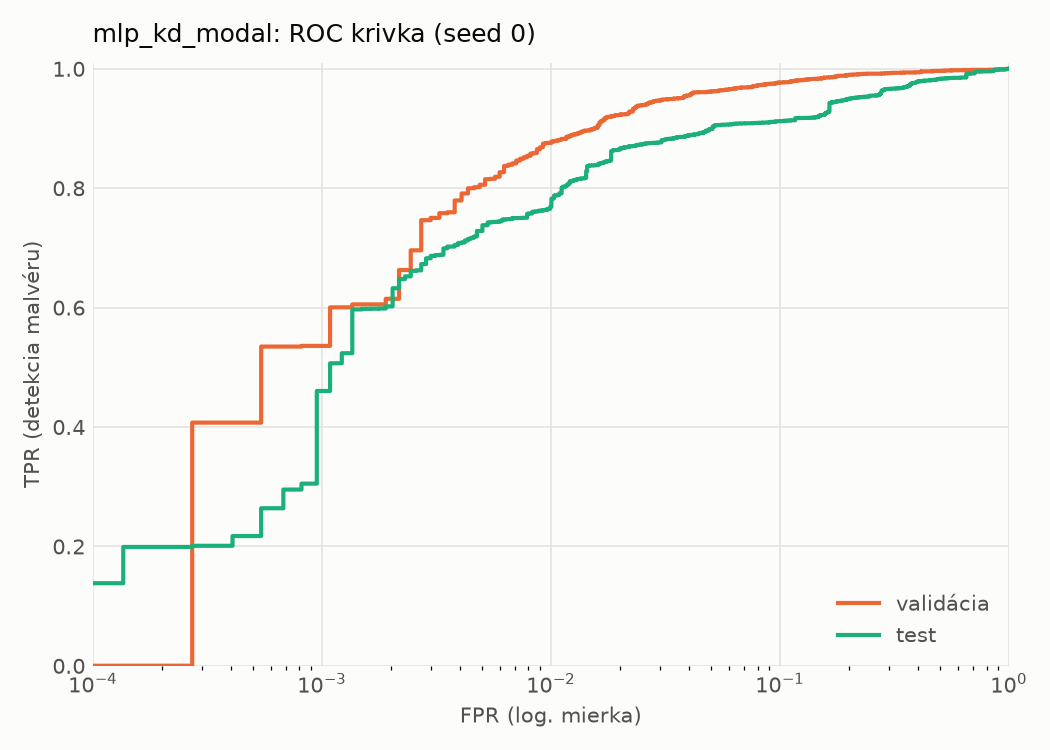 mlp_kd_modal: ROC krivka (seed 0)
TPR (detekcia malvéru)
1.0
0.8
0.6
0.4
0.2
0.0
10⁻⁴ 10⁻³ 10⁻² 10⁻¹ 10⁰
FPR (log. mierka)
validácia
test